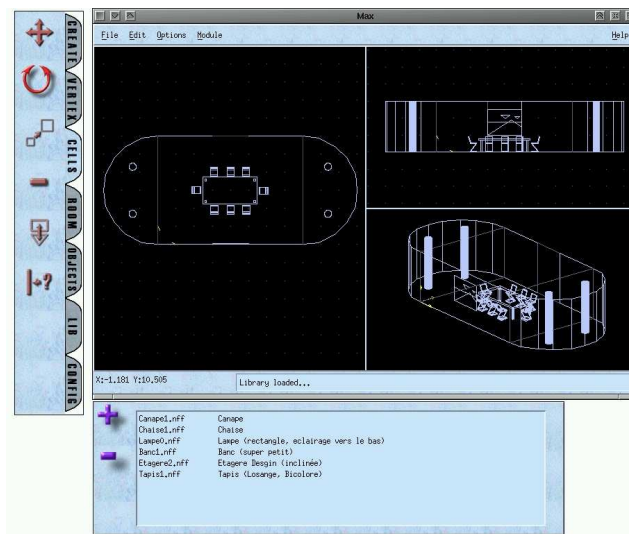 Max
File Edit Options Module Help
CREATE
VERTEX
CELLS
ROOM
OBJECTS
LIB
CONFIG
?
X:-1.181 Y:10.505
Library loaded...
Canape1.nff Canape
Chaise1.nff Chaise
Lampe0.nff Lampe (rectangle, eclairage vers le bas)
Banc1.nff Banc (super petit)
Etagere2.nff Etagere Desgin (inclinée)
Tapis1.nff Tapis (Losange, Bicolore)